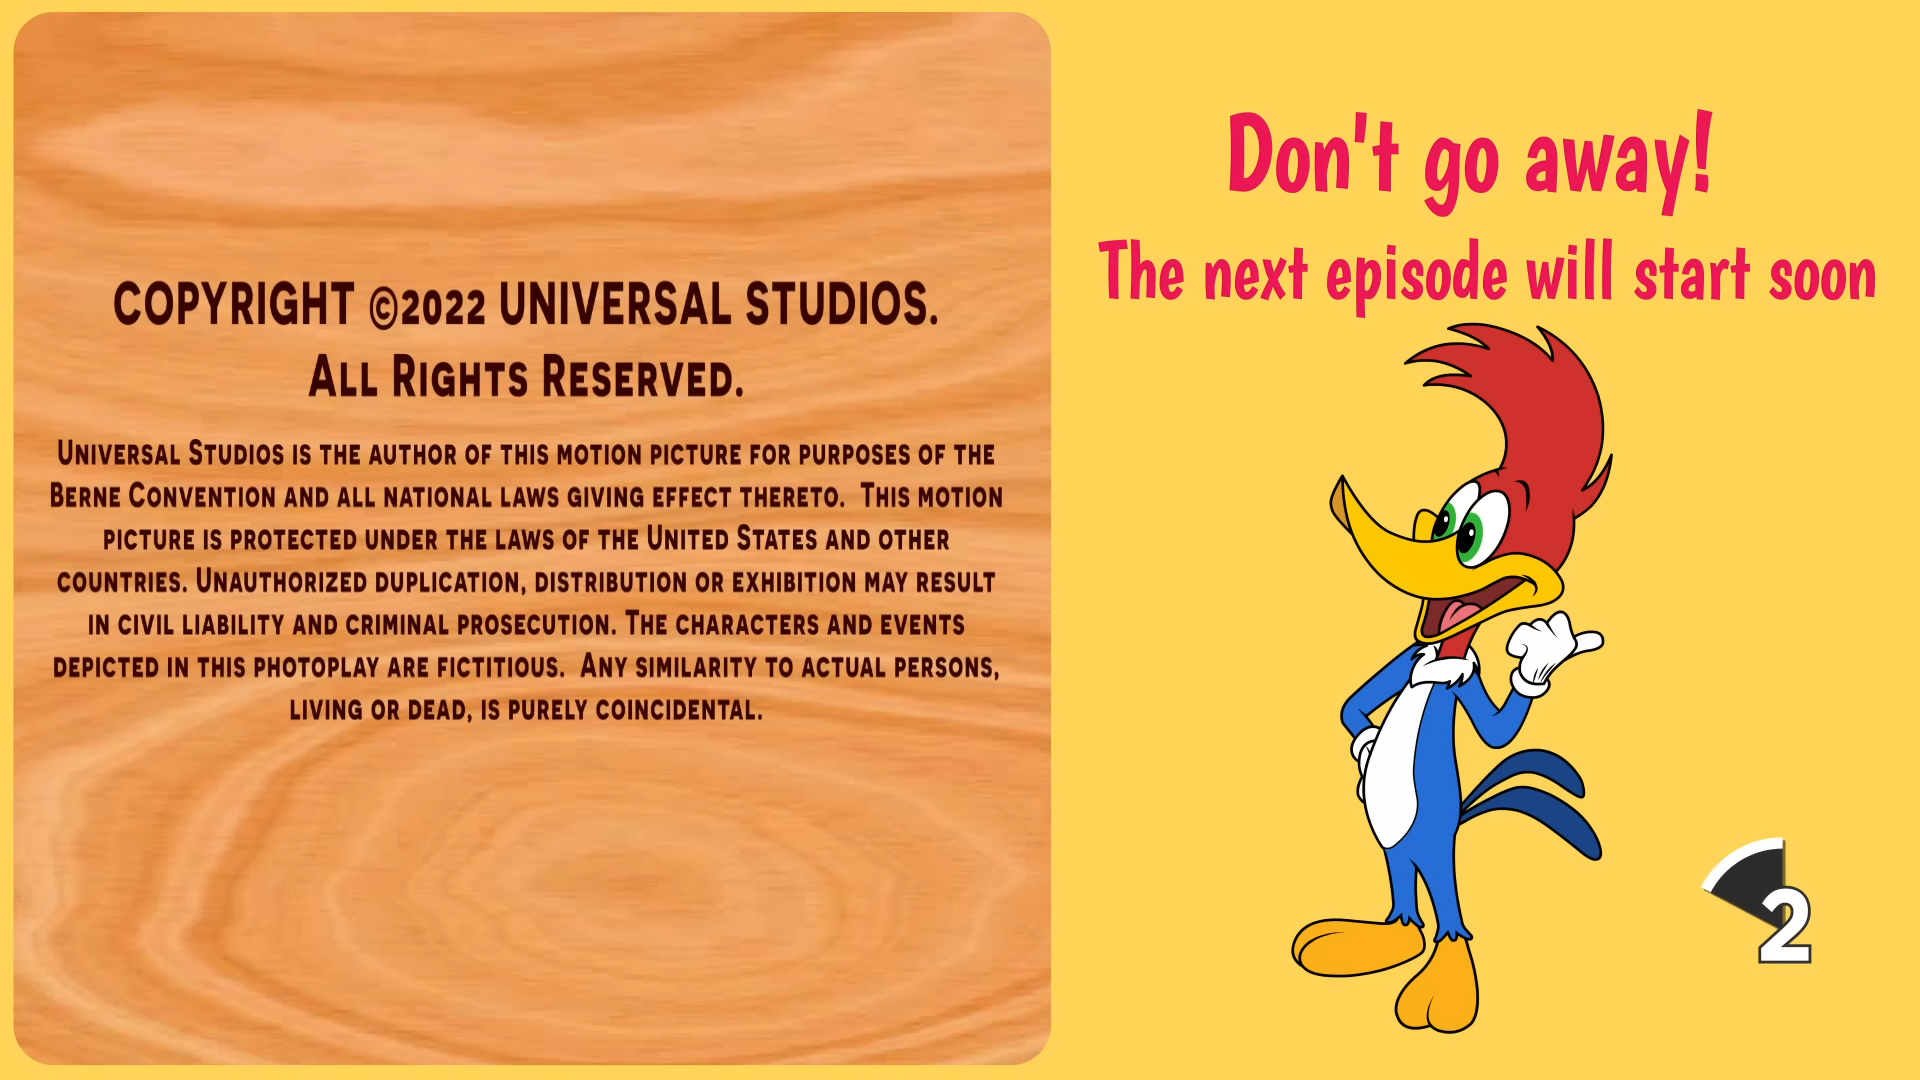 COPYRIGHT ©2022 UNIVERSAL STUDIOS.
ALL RIGHTS RESERVED.
UNIVERSAL STUDIOS IS THE AUTHOR OF THIS MOTION PICTURE FOR PURPOSES OF THE
BERNE CONVENTION AND ALL NATIONAL LAWS GIVING EFFECT THERETO. THIS MOTION
PICTURE IS PROTECTED UNDER THE LAWS OF THE UNITED STATES AND OTHER
COUNTRIES. UNAUTHORIZED DUPLICATION, DISTRIBUTION OR EXHIBITION MAY RESULT
IN CIVIL LIABILITY AND CRIMINAL PROSECUTION. THE CHARACTERS AND EVENTS
DEPICTED IN THIS PHOTOPLAY ARE FICTITIOUS. ANY SIMILARITY TO ACTUAL PERSONS,
LIVING OR DEAD, IS PURELY COINCIDENTAL.
Don't go away!
The next episode will start soon
2